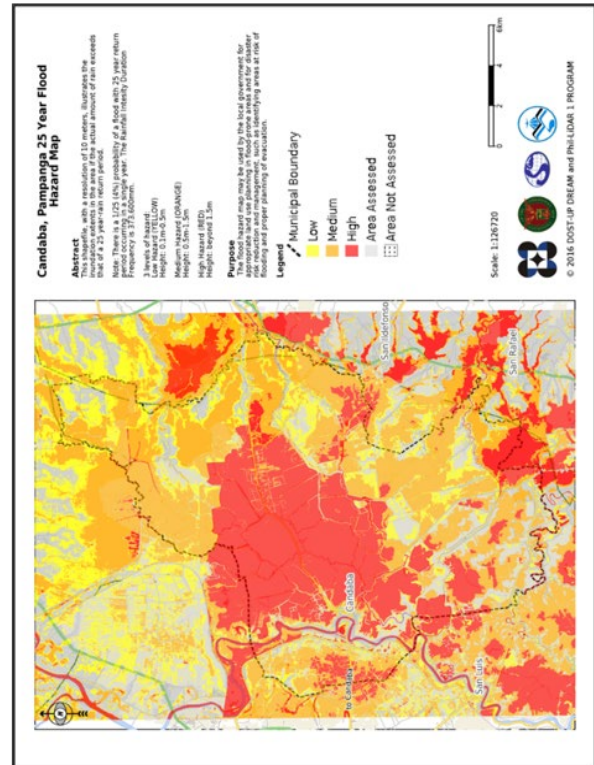 Candaba, Pampanga 25 Year Flood
Hazard Map
Abstract
This shapefile, with a resolution of 10 meters, illustrates the
inundation extents in the area if the actual amount of rain exceeds
that of a 25 year-rain return period.
Note: There is a 1/25 (4%) probability of a flood with 25 year return
period occurring in a single year. The Rainfall Intesity Duration
Frequency is 373.600mm.
3 levels of hazard:
Low Hazard (YELLOW)
Height: 0.1m-0.5m
Medium Hazard (ORANGE)
Height: 0.5m-1.5m
High Hazard (RED)
Height: beyond 1.5m
Purpose
The flood hazard map may be used by the local government for
appropriate land use planning in flood-prone areas and for disaster
risk reduction and management, such as identifying areas at risk of
flooding and proper planning of evacuation.
Legend
Municipal Boundary
Low
Medium
High
Area Assessed
Area Not Assessed
Scale: 1:126720
0 2 4 6km
© 2016 DOST-UP DREAM and Phil-LiDAR 1 PROGRAM
San Ildefonso
San Rafael
Candaba
to Candaba
San Luis